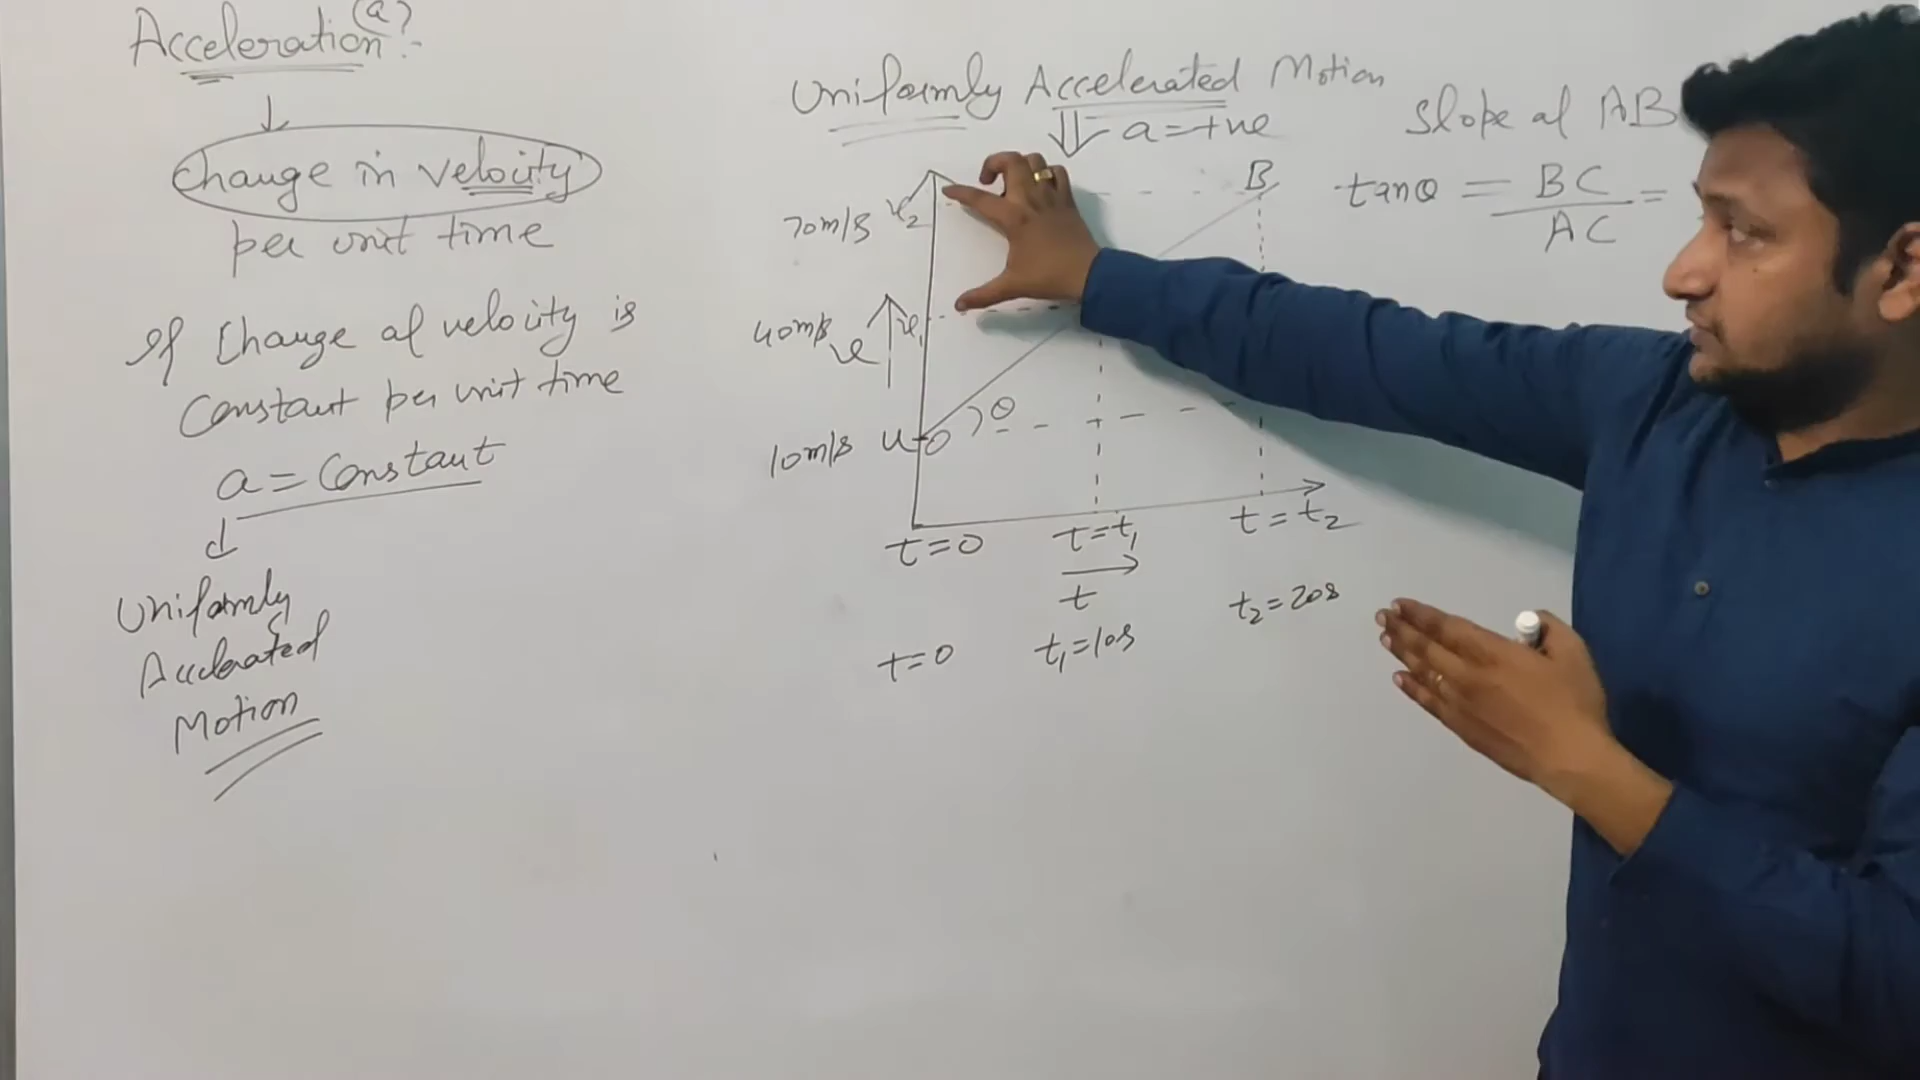 Acceleration (a)?
Change in velocity
per unit time
If Change of velocity is
Constant per unit time
a = Constant
Uniformly
Acclerated
Motion
Uniformly Accelerated Motion
a = +ve
70m/s v2
40m/s v1
v
10m/s u
O
θ
B
t=0
t=t1
t=t2
t
t=0
t1=10s
t2=20s
Slope of AB
tanθ = BC/AC =